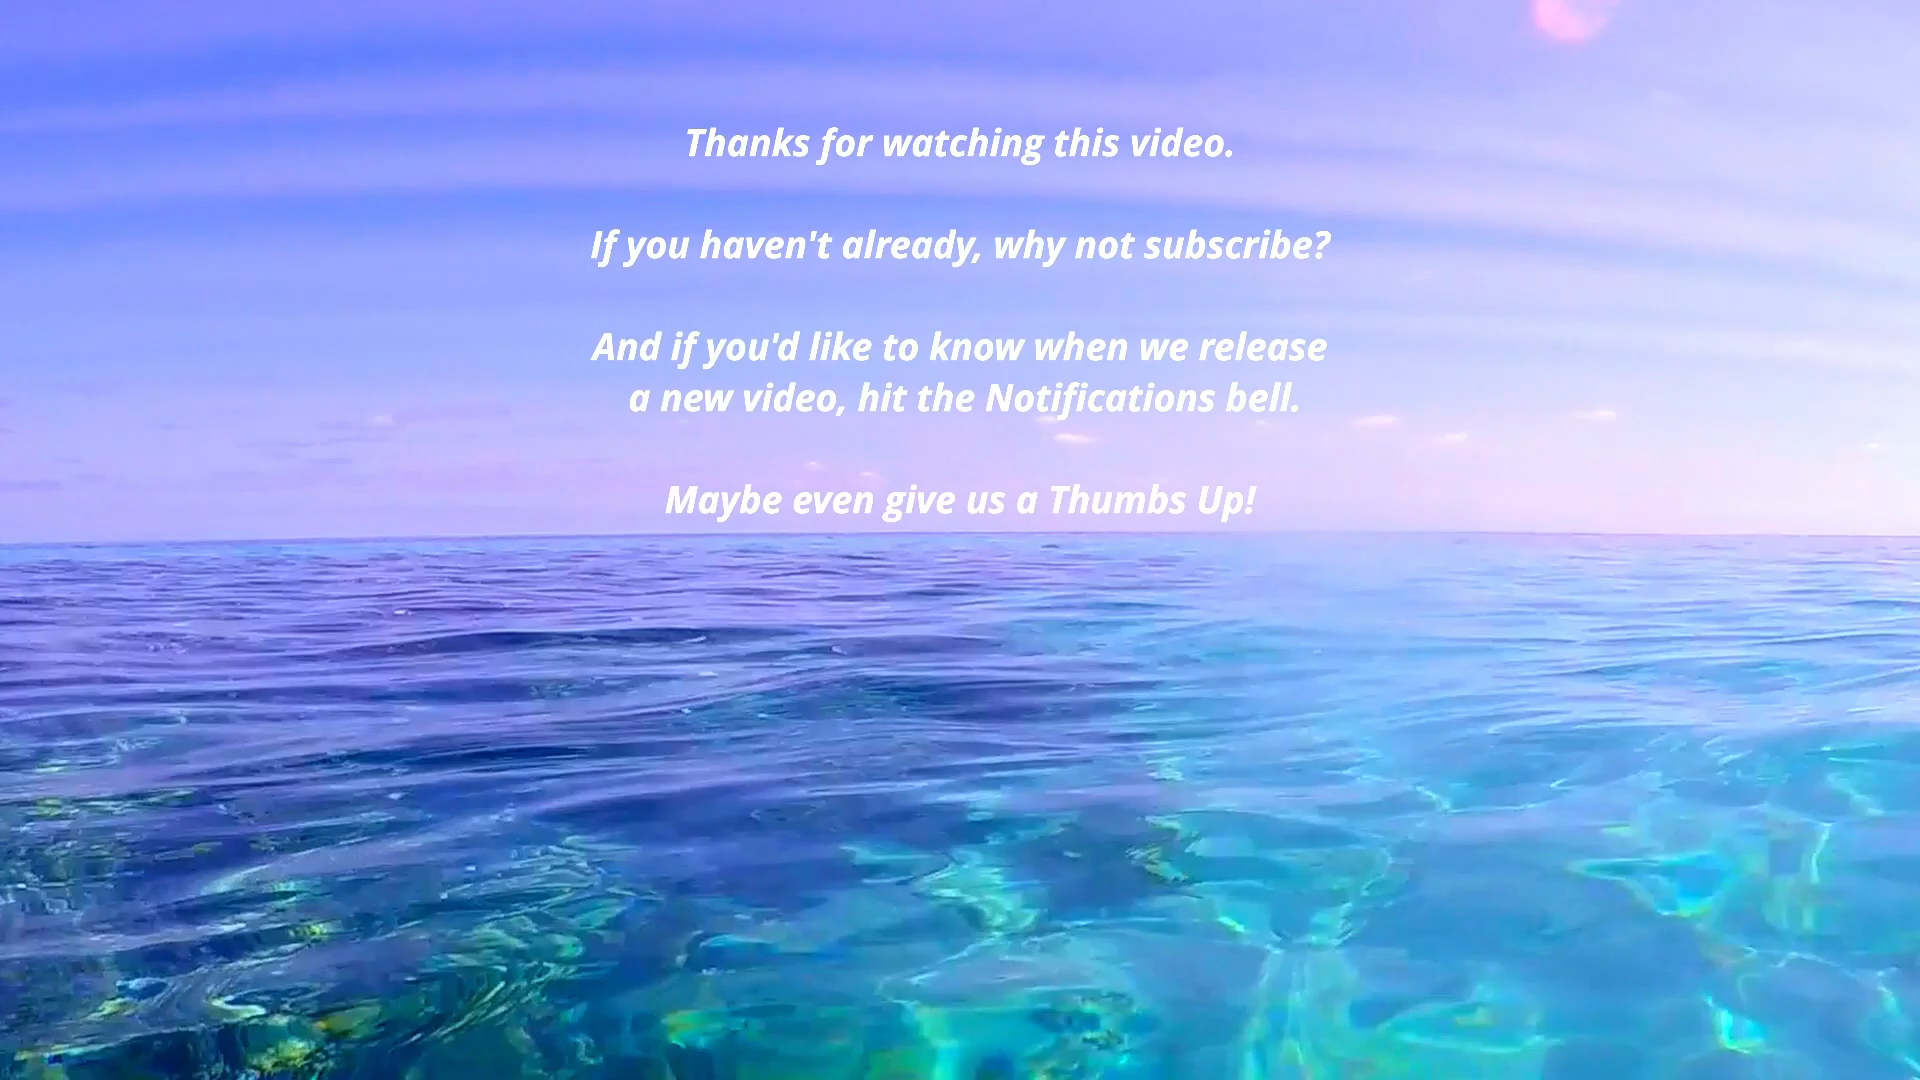 Thanks for watching this video.
If you haven't already, why not subscribe?
And if you'd like to know when we release
a new video, hit the Notifications bell.
Maybe even give us a Thumbs Up!